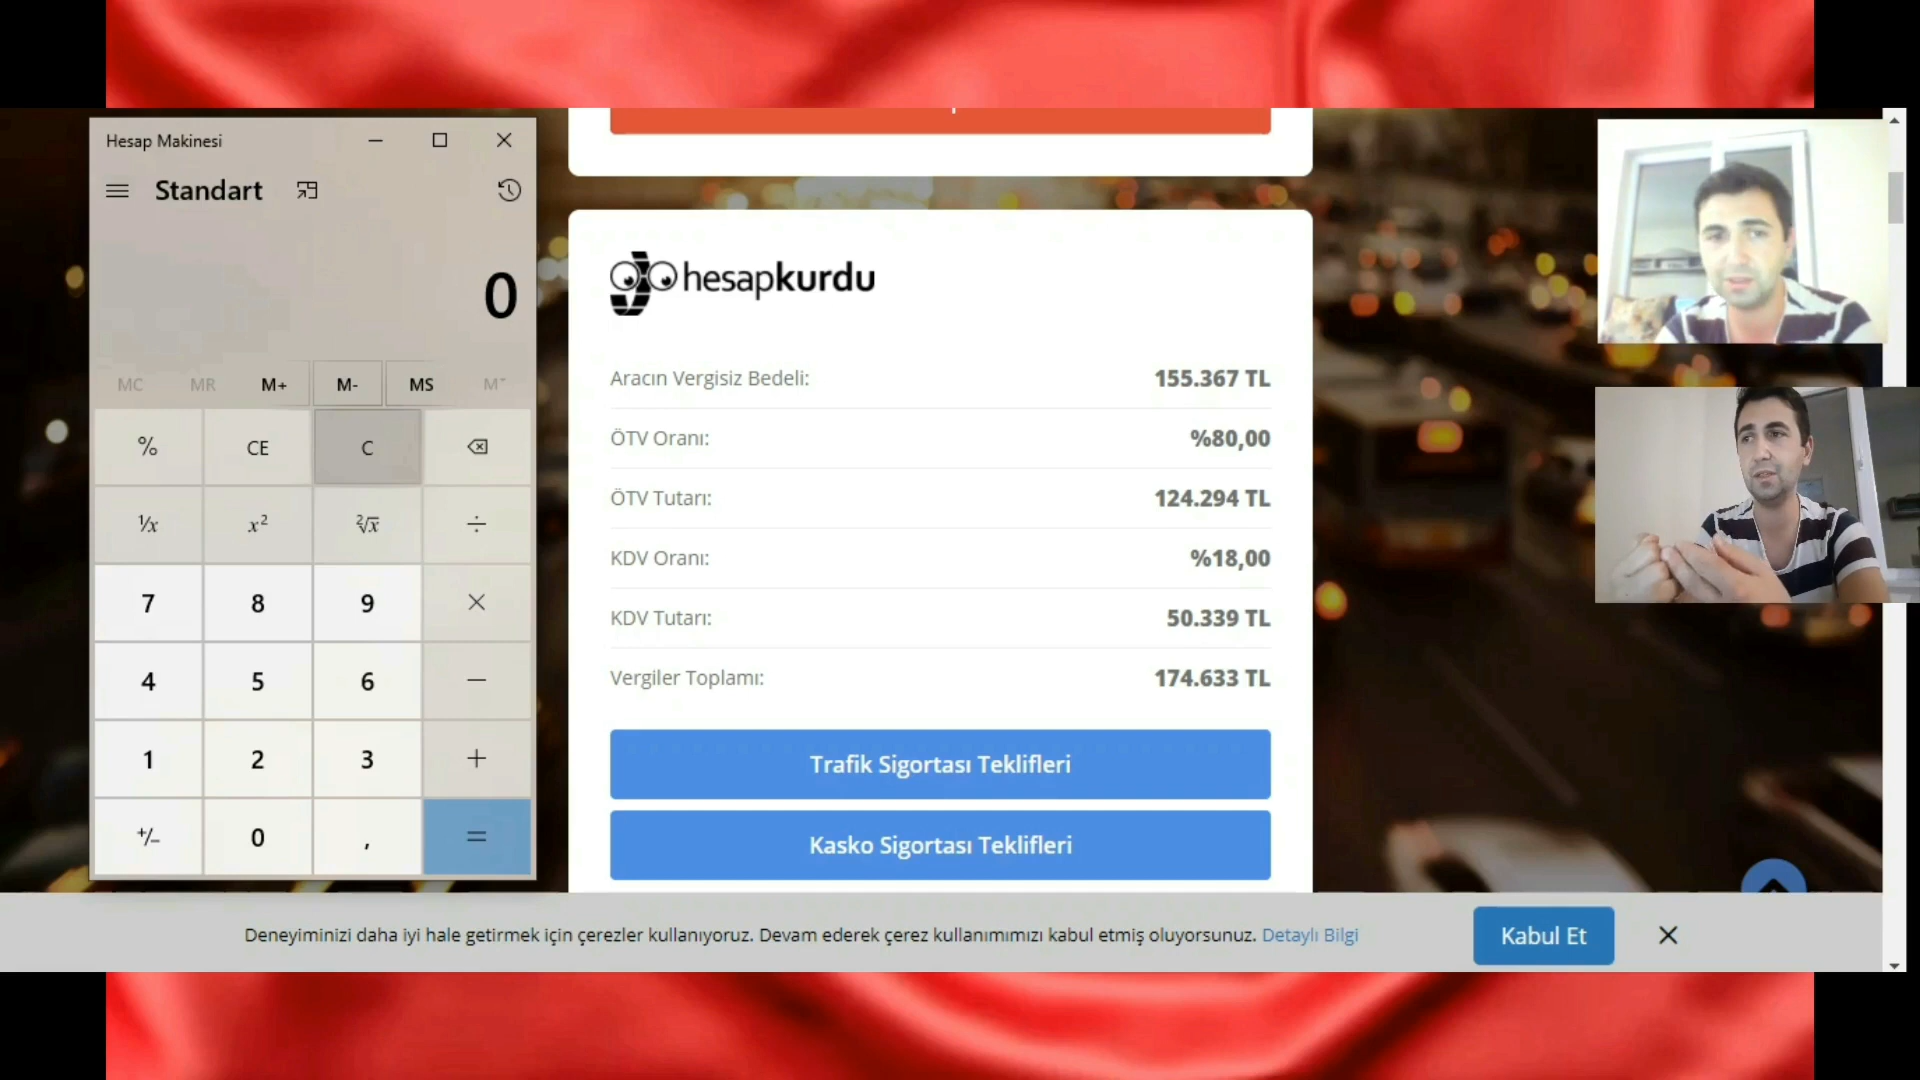 Hesap Makinesi
Standart
0
MC MR M+ M- MS M˅
% CE C
¹/x x² ²√x ÷
7 8 9 ×
4 5 6 −
1 2 3 +
+/− 0 , =
hesapkurdu
Aracın Vergisiz Bedeli: 155.367 TL
ÖTV Oranı: %80,00
ÖTV Tutarı: 124.294 TL
KDV Oranı: %18,00
KDV Tutarı: 50.339 TL
Vergiler Toplamı: 174.633 TL
Trafik Sigortası Teklifleri
Kasko Sigortası Teklifleri
Deneyiminizi daha iyi hale getirmek için çerezler kullanıyoruz. Devam ederek çerez kullanımımızı kabul etmiş oluyorsunuz. Detaylı Bilgi
Kabul Et